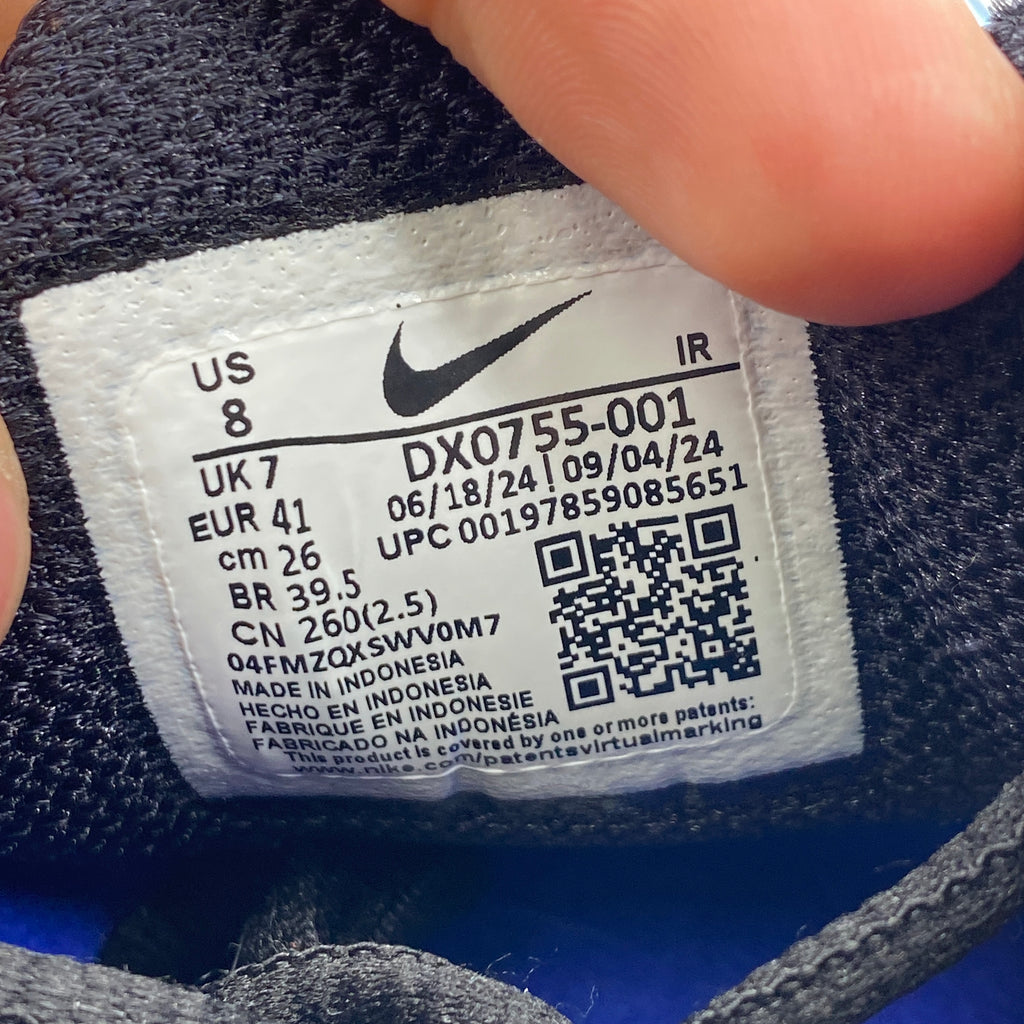 US
8
IR
UK 7
EUR 41
cm 26
BR 39.5
CN 260(2.5)
DX0755-001
06/18/24 | 09/04/24
UPC 00197859085651
04FMZQXSWV0M7
MADE IN INDONESIA
HECHO EN INDONESIA
FABRIQUE EN INDONESIE
FABRICADO NA INDONÉSIA
This product is covered by one or more patents:
www.nike.com/patentsvirtualmarking